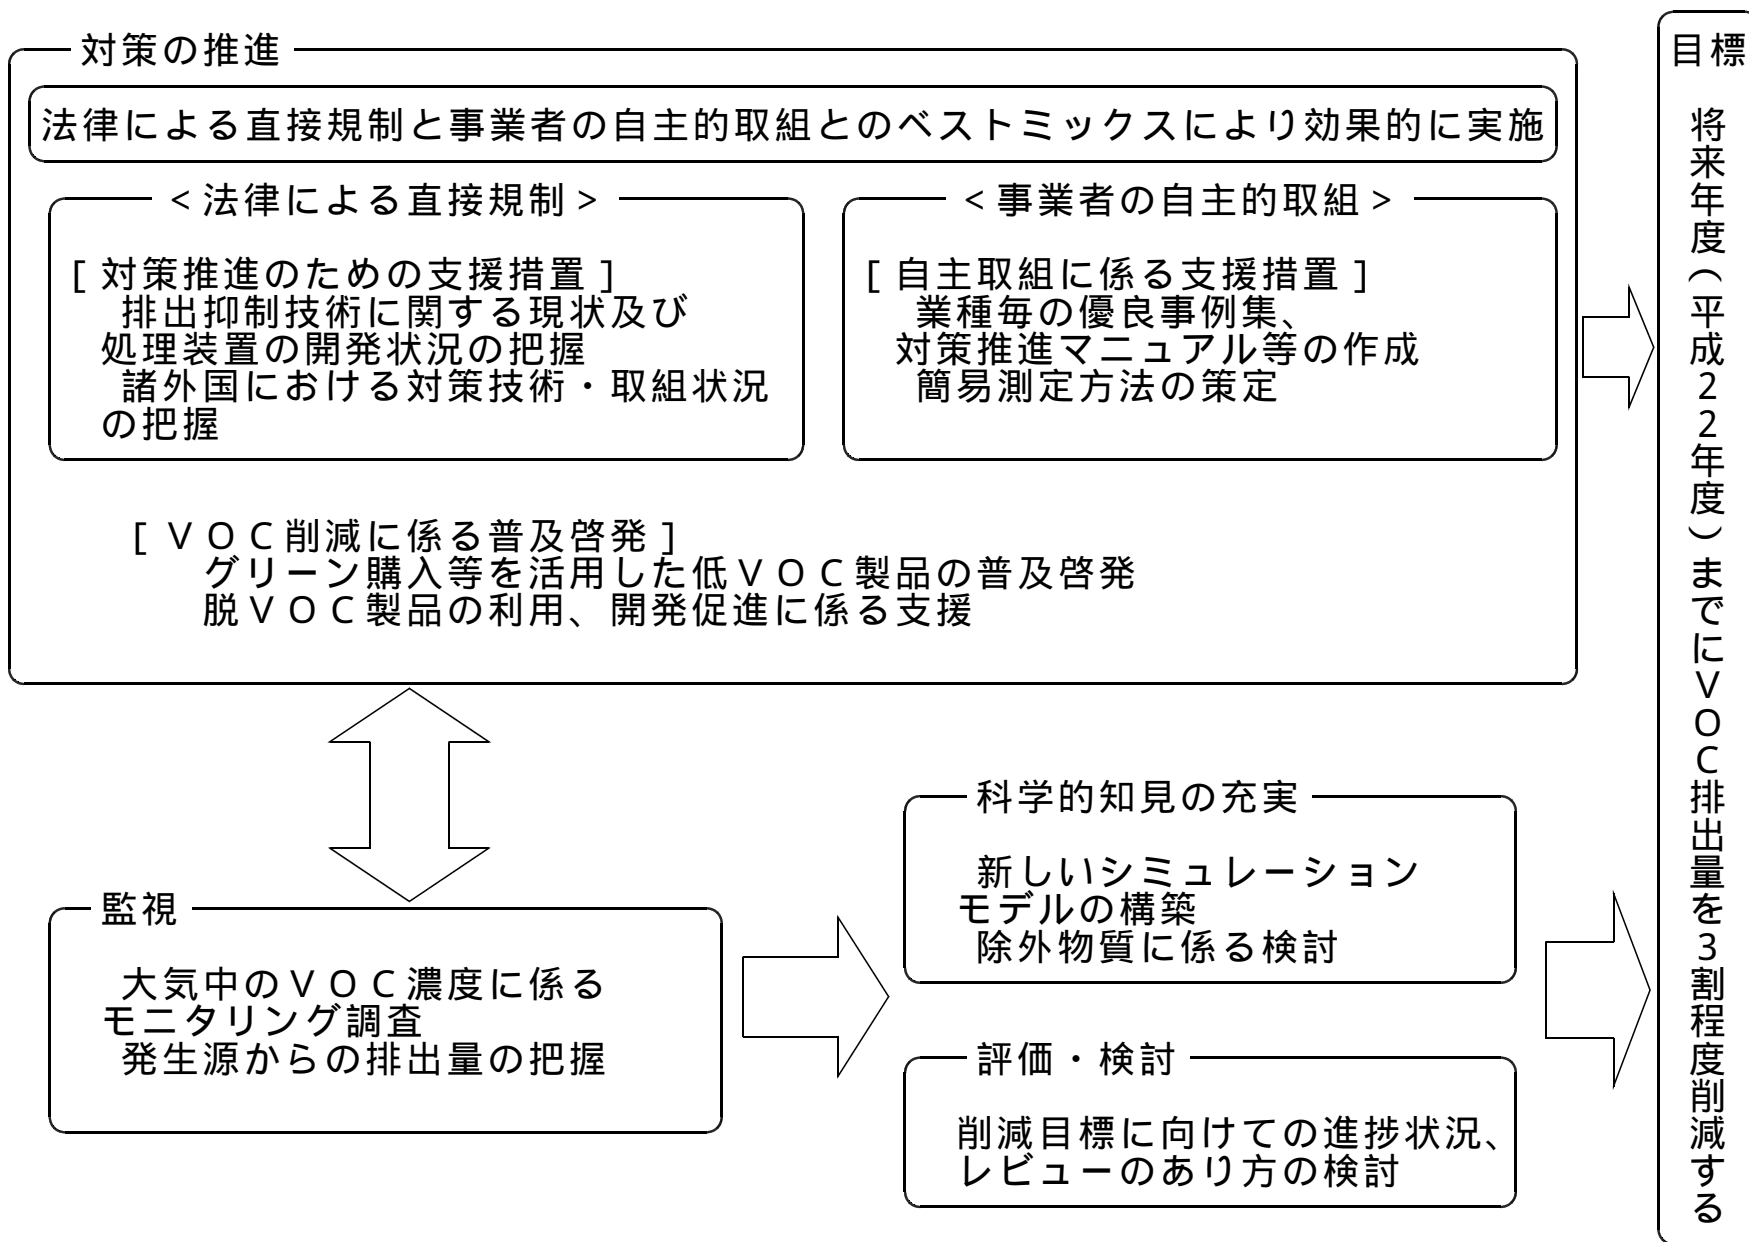 対策の推進
法律による直接規制と事業者の自主的取組とのベストミックスにより効果的に実施
<法律による直接規制>
[対策推進のための支援措置]
排出抑制技術に関する現状及び
処理装置の開発状況の把握
諸外国における対策技術・取組状況
の把握
<事業者の自主的取組>
[自主取組に係る支援措置]
業種毎の優良事例集、
対策推進マニュアル等の作成
簡易測定方法の策定
[ＶＯＣ削減に係る普及啓発]
グリーン購入等を活用した低ＶＯＣ製品の普及啓発
脱ＶＯＣ製品の利用、開発促進に係る支援
監視
大気中のＶＯＣ濃度に係る
モニタリング調査
発生源からの排出量の把握
科学的知見の充実
新しいシミュレーション
モデルの構築
除外物質に係る検討
評価・検討
削減目標に向けての進捗状況、
レビューのあり方の検討
目標
将来年度（平成２２年度）までにＶＯＣ排出量を３割程度削減する